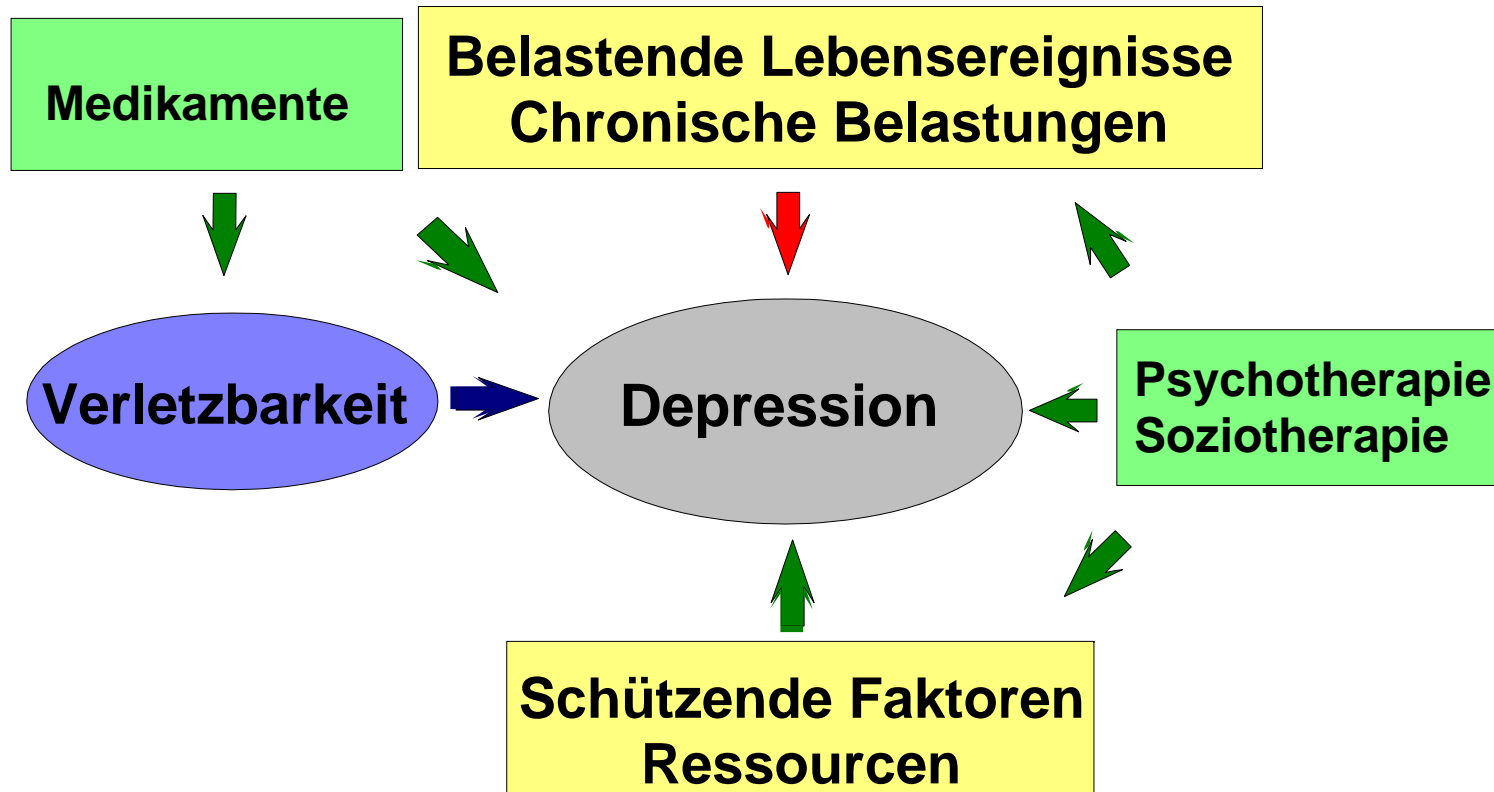 Medikamente
Belastende Lebensereignisse
Chronische Belastungen
Verletzbarkeit
Depression
Psychotherapie
Soziotherapie
Schützende Faktoren
Ressourcen